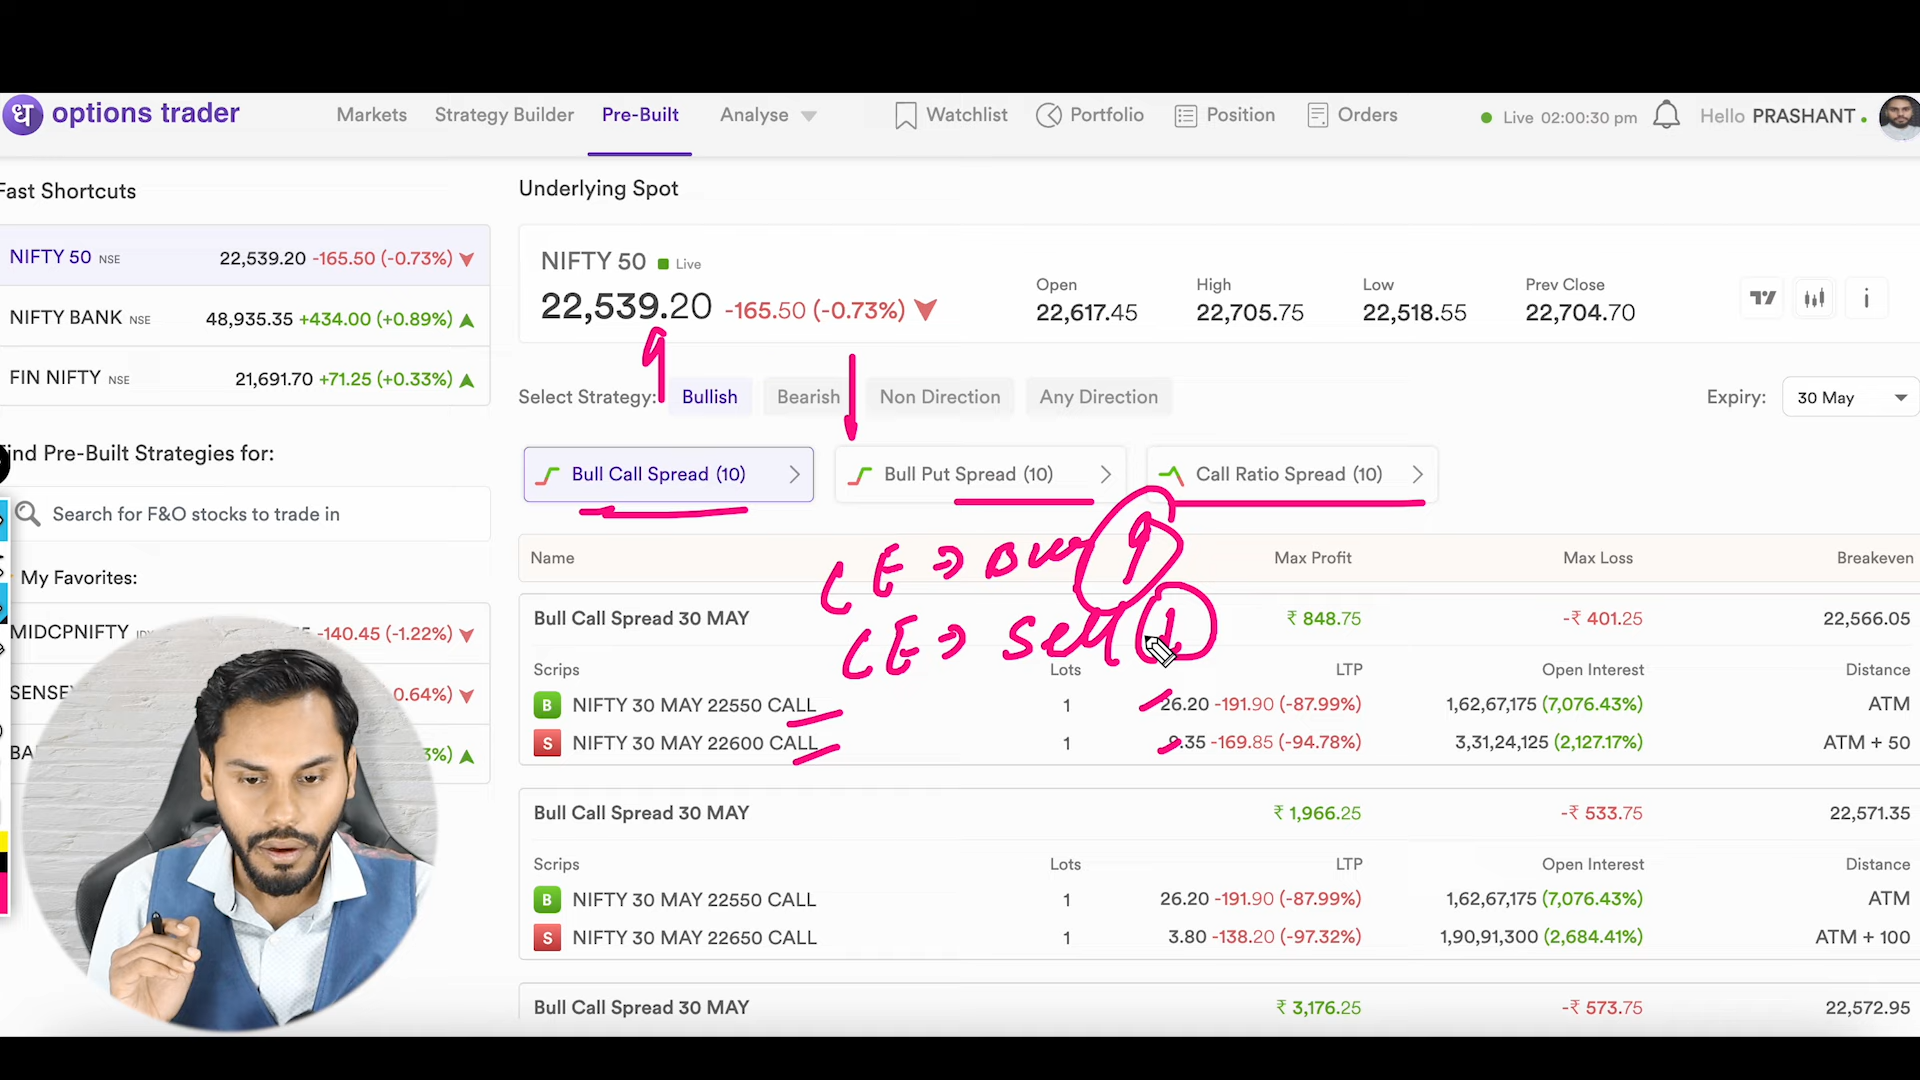 options trader
Markets Strategy Builder Pre-Built Analyse Watchlist Portfolio Position Orders Live 02:00:30 pm Hello PRASHANT
Fast Shortcuts
NIFTY 50 NSE 22,539.20 -165.50 (-0.73%)
NIFTY BANK NSE 48,935.35 +434.00 (+0.89%)
FIN NIFTY NSE 21,691.70 +71.25 (+0.33%)
ind Pre-Built Strategies for:
Search for F&O stocks to trade in
My Favorites:
MIDCPNIFTY -140.45 (-1.22%)
SENSE 0.64%)
BA 3%)
Underlying Spot
NIFTY 50 Live
22,539.20 -165.50 (-0.73%)
Open High Low Prev Close
22,617.45 22,705.75 22,518.55 22,704.70
Select Strategy: Bullish Bearish Non Direction Any Direction Expiry: 30 May
Bull Call Spread (10) Bull Put Spread (10) Call Ratio Spread (10)
CE => Buy
CE => Sell
Name Max Profit Max Loss Breakeven
Bull Call Spread 30 MAY ₹ 848.75 -₹ 401.25 22,566.05
Scrips Lots LTP Open Interest Distance
B NIFTY 30 MAY 22550 CALL 1 26.20 -191.90 (-87.99%) 1,62,67,175 (7,076.43%) ATM
S NIFTY 30 MAY 22600 CALL 1 9.35 -169.85 (-94.78%) 3,31,24,125 (2,127.17%) ATM + 50
Bull Call Spread 30 MAY ₹ 1,966.25 -₹ 533.75 22,571.35
Scrips Lots LTP Open Interest Distance
B NIFTY 30 MAY 22550 CALL 1 26.20 -191.90 (-87.99%) 1,62,67,175 (7,076.43%) ATM
S NIFTY 30 MAY 22650 CALL 1 3.80 -138.20 (-97.32%) 1,90,91,300 (2,684.41%) ATM + 100
Bull Call Spread 30 MAY ₹ 3,176.25 -₹ 573.75 22,572.95